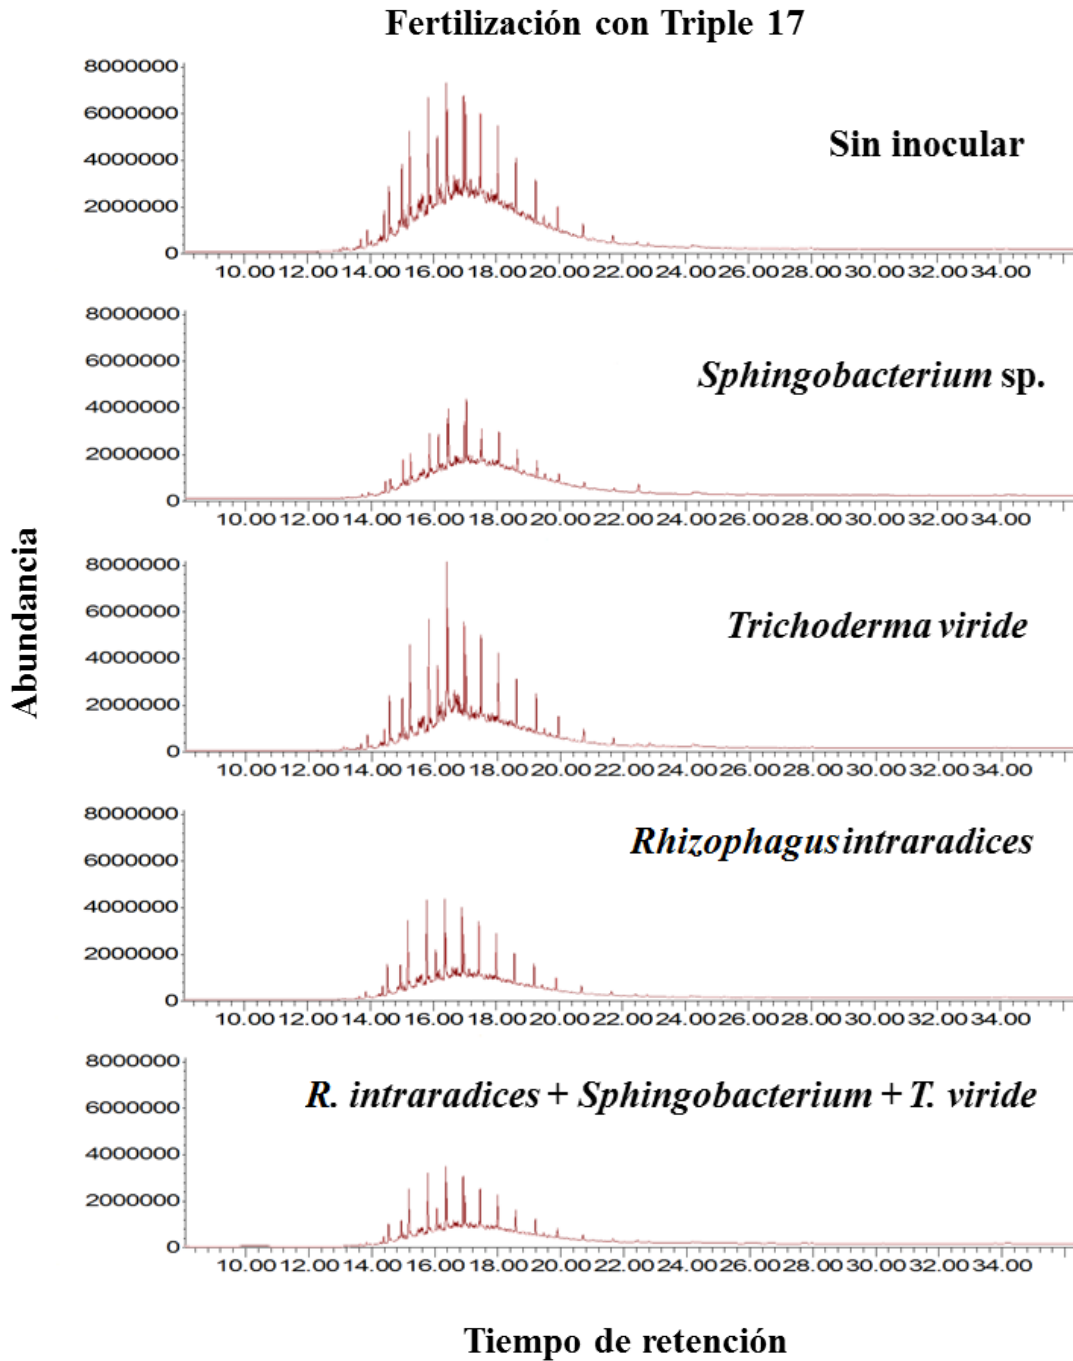 Fertilización con Triple 17
8000000
6000000
4000000
2000000
0
Sin inocular
10.00 12.00 14.00 16.00 18.00 20.00 22.00 24.00 26.00 28.00 30.00 32.00 34.00
8000000
6000000
4000000
2000000
0
Sphingobacterium sp.
10.00 12.00 14.00 16.00 18.00 20.00 22.00 24.00 26.00 28.00 30.00 32.00 34.00
Abundancia
8000000
6000000
4000000
2000000
0
Trichoderma viride
10.00 12.00 14.00 16.00 18.00 20.00 22.00 24.00 26.00 28.00 30.00 32.00 34.00
8000000
6000000
4000000
2000000
0
Rhizophagus intraradices
10.00 12.00 14.00 16.00 18.00 20.00 22.00 24.00 26.00 28.00 30.00 32.00 34.00
8000000
6000000
4000000
2000000
0
R. intraradices + Sphingobacterium + T. viride
10.00 12.00 14.00 16.00 18.00 20.00 22.00 24.00 26.00 28.00 30.00 32.00 34.00
Tiempo de retención